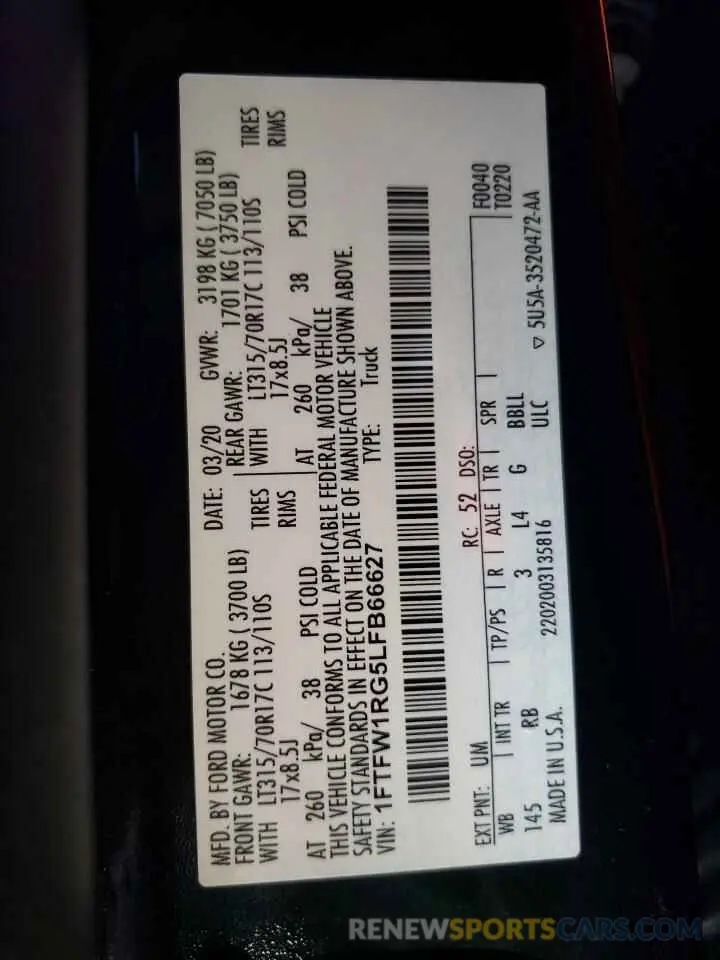 MFD. BY FORD MOTOR CO.
DATE: 03/20 GVWR: 3198 KG ( 7050 LB)
FRONT GAWR: 1678 KG ( 3700 LB)
REAR GAWR: 1701 KG ( 3750 LB)
WITH LT315/70R17C 113/110S TIRES
WITH LT315/70R17C 113/110S TIRES
17x8.5J RIMS
17x8.5J RIMS
AT 260 kPa/ 38 PSI COLD
AT 260 kPa/ 38 PSI COLD
THIS VEHICLE CONFORMS TO ALL APPLICABLE FEDERAL MOTOR VEHICLE
SAFETY STANDARDS IN EFFECT ON THE DATE OF MANUFACTURE SHOWN ABOVE.
VIN: 1FTFW1RG5LFB66627 TYPE: Truck
EXT PNT: UM RC: 52 DSO: F0040
WB INT TR TP/PS R AXLE TR SPR T0220
145 RB 3 L4 G BBLL
MADE IN U.S.A. 2202003135816 ULC ▽ 5U5A-3520472-AA
RENEWSPORTSCARS.COM